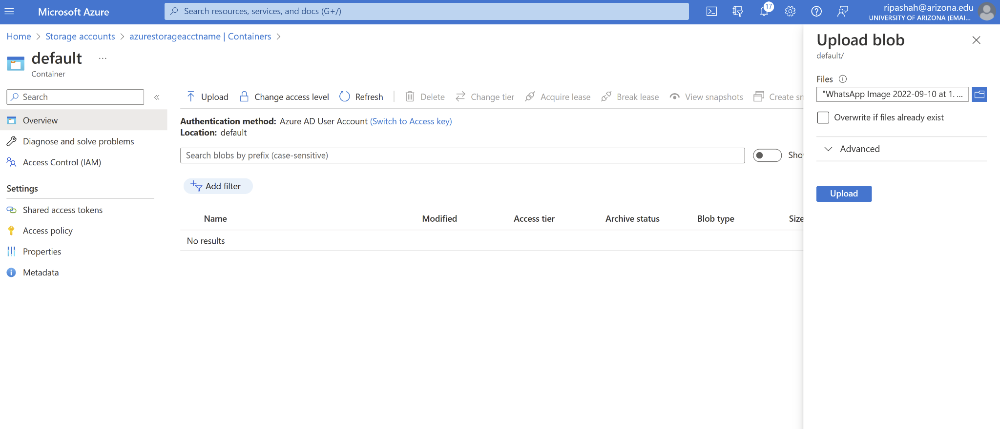 Microsoft Azure
Search resources, services, and docs (G+/)
17
ripashah@arizona.edu
UNIVERSITY OF ARIZONA (EMAI...
Home > Storage accounts > azurestorageacctname | Containers >
default ...
Container
Search
«
Overview
Diagnose and solve problems
Access Control (IAM)
Settings
Shared access tokens
Access policy
Properties
Metadata
Upload Change access level Refresh Delete Change tier Acquire lease Break lease View snapshots Create sn
Authentication method: Azure AD User Account (Switch to Access key)
Location: default
Search blobs by prefix (case-sensitive)
Sho
Add filter
Name Modified Access tier Archive status Blob type Size
No results
Upload blob
default/
Files
"WhatsApp Image 2022-09-10 at 1. ...
Overwrite if files already exist
Advanced
Upload